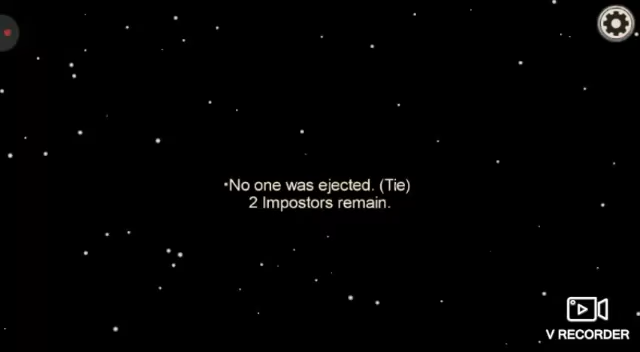 No one was ejected. (Tie)
2 Impostors remain.
V RECORDER